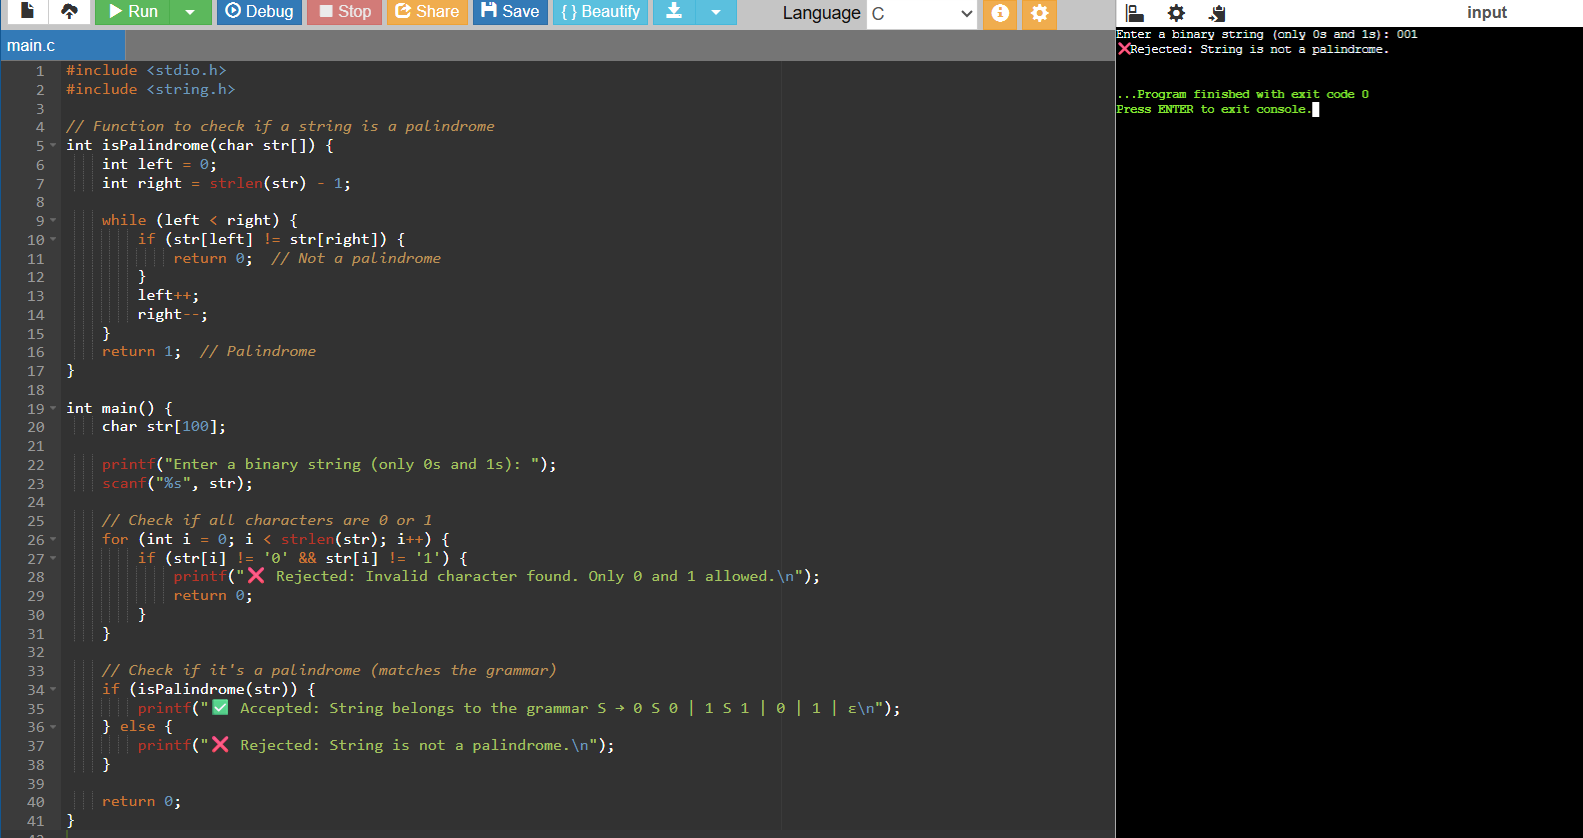 Run Debug Stop Share Save { } Beautify Language C
input
main.c
1 #include <stdio.h>
2 #include <string.h>
3
4 // Function to check if a string is a palindrome
5 int isPalindrome(char str[]) {
6 int left = 0;
7 int right = strlen(str) - 1;
8
9 while (left < right) {
10 if (str[left] != str[right]) {
11 return 0; // Not a palindrome
12 }
13 left++;
14 right--;
15 }
16 return 1; // Palindrome
17 }
18
19 int main() {
20 char str[100];
21
22 printf("Enter a binary string (only 0s and 1s): ");
23 scanf("%s", str);
24
25 // Check if all characters are 0 or 1
26 for (int i = 0; i < strlen(str); i++) {
27 if (str[i] != '0' && str[i] != '1') {
28 printf("❌ Rejected: Invalid character found. Only 0 and 1 allowed.\n");
29 return 0;
30 }
31 }
32
33 // Check if it's a palindrome (matches the grammar)
34 if (isPalindrome(str)) {
35 printf("✅ Accepted: String belongs to the grammar S → 0 S 0 | 1 S 1 | 0 | 1 | ε\n");
36 } else {
37 printf("❌ Rejected: String is not a palindrome.\n");
38 }
39
40 return 0;
41 }
Enter a binary string (only 0s and 1s): 001
❌Rejected: String is not a palindrome.
...Program finished with exit code 0
Press ENTER to exit console.